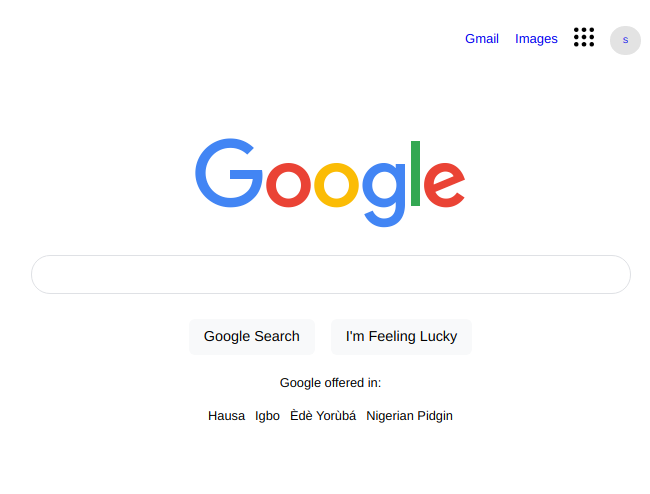 Gmail Images S
Google
Google Search I'm Feeling Lucky
Google offered in:
Hausa Igbo Èdè Yorùbá Nigerian Pidgin